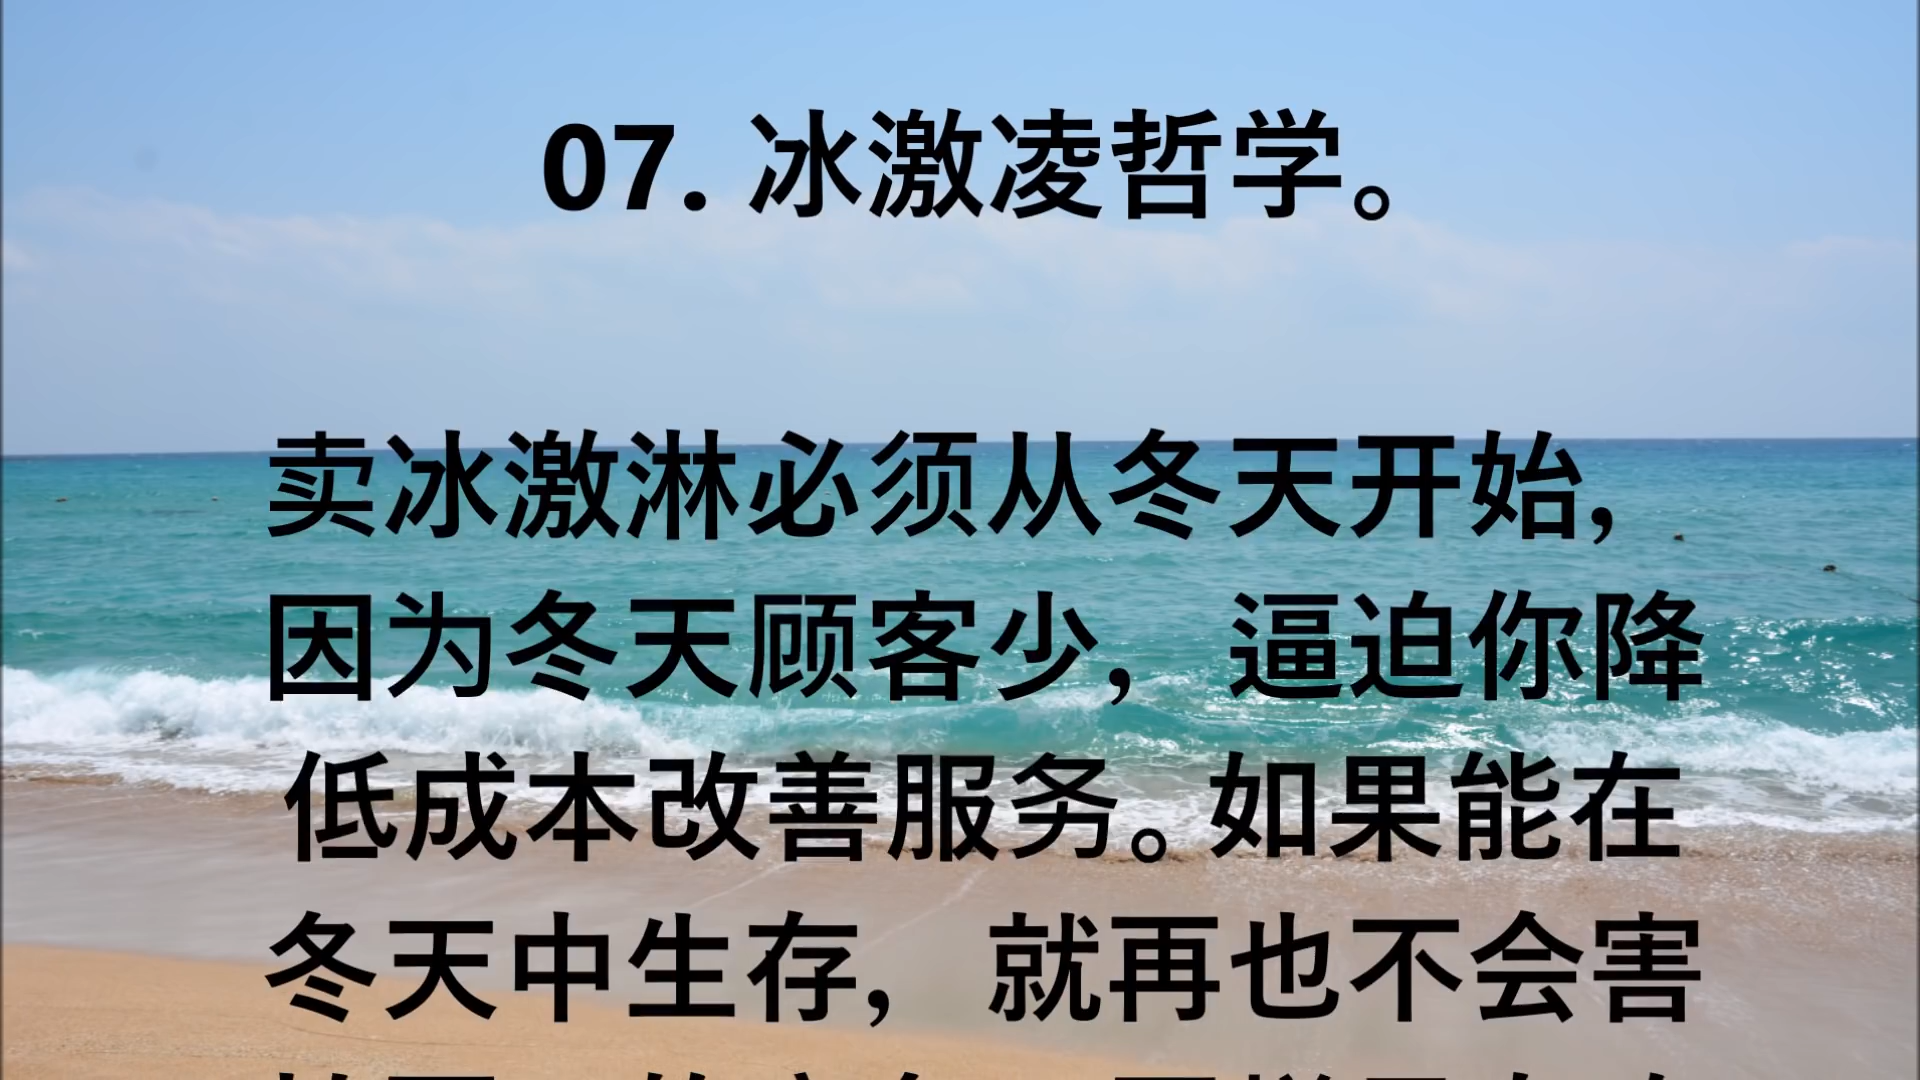 07. 冰激凌哲学。
卖冰激淋必须从冬天开始，
因为冬天顾客少，逼迫你降
低成本改善服务。如果能在
冬天中生存，就再也不会害